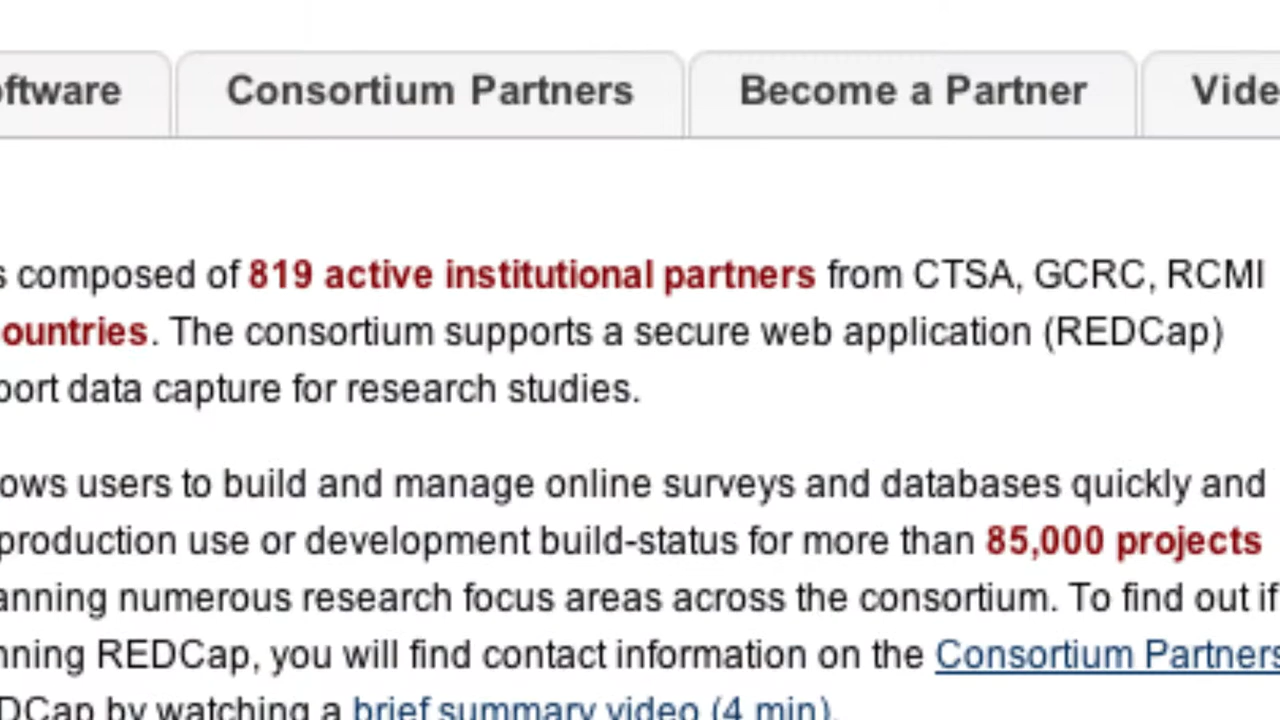 oftware Consortium Partners Become a Partner Vide
s composed of 819 active institutional partners from CTSA, GCRC, RCMI
ountries. The consortium supports a secure web application (REDCap)
port data capture for research studies.
ows users to build and manage online surveys and databases quickly and
production use or development build-status for more than 85,000 projects
anning numerous research focus areas across the consortium. To find out if
nning REDCap, you will find contact information on the Consortium Partners
DCap by watching a brief summary video (4 min).